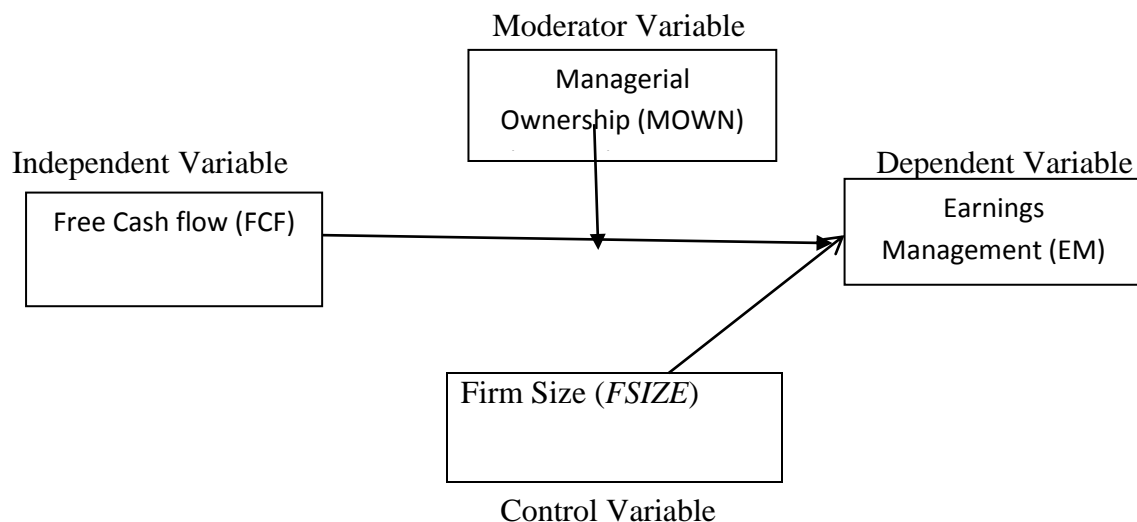 Moderator Variable
Managerial
Ownership (MOWN)
Independent Variable
Free Cash flow (FCF)
Dependent Variable
Earnings
Management (EM)
Firm Size (FSIZE)
Control Variable